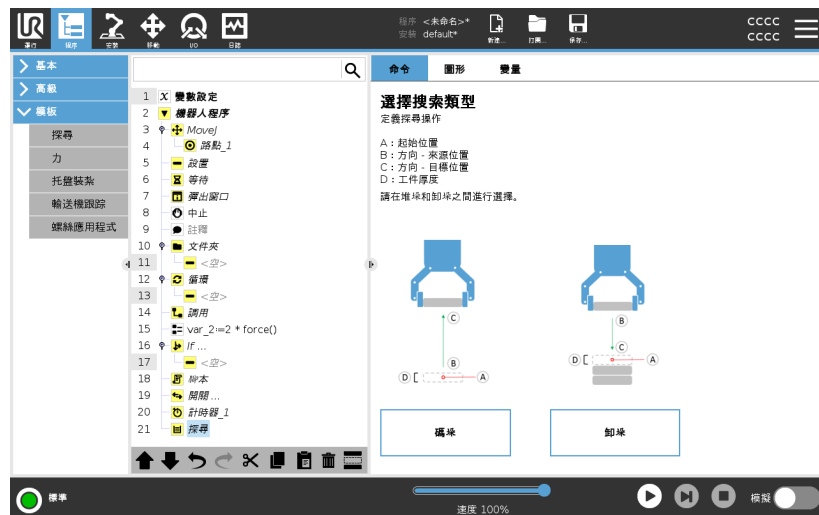 UR
運行
程序
安裝
移動
I/O
日誌
程序 <未命名>*
安裝 default*
新建...
打開...
保存...
cccc
cccc
基本
高級
模板
探尋
力
托盤裝紮
輸送機跟踪
螺絲應用程式
1 X 變數設定
2 機器人程序
3 MoveJ
4 路點_1
5 設置
6 等待
7 彈出窗口
8 中止
9 註釋
10 文件夾
11 <空>
12 循環
13 <空>
14 調用
15 var_2:=2 * force()
16 If ...
17 <空>
18 腳本
19 開關 ...
20 計時器_1
21 探尋
命令
圖形
變量
選擇搜索類型
定義探尋操作
A：起始位置
B：方向 - 來源位置
C：方向 - 目標位置
D：工件厚度
請在堆垛和卸垛之間進行選擇。
C
B
D
A
B
C
D
A
碼垛
卸垛
標準
速度 100%
模擬